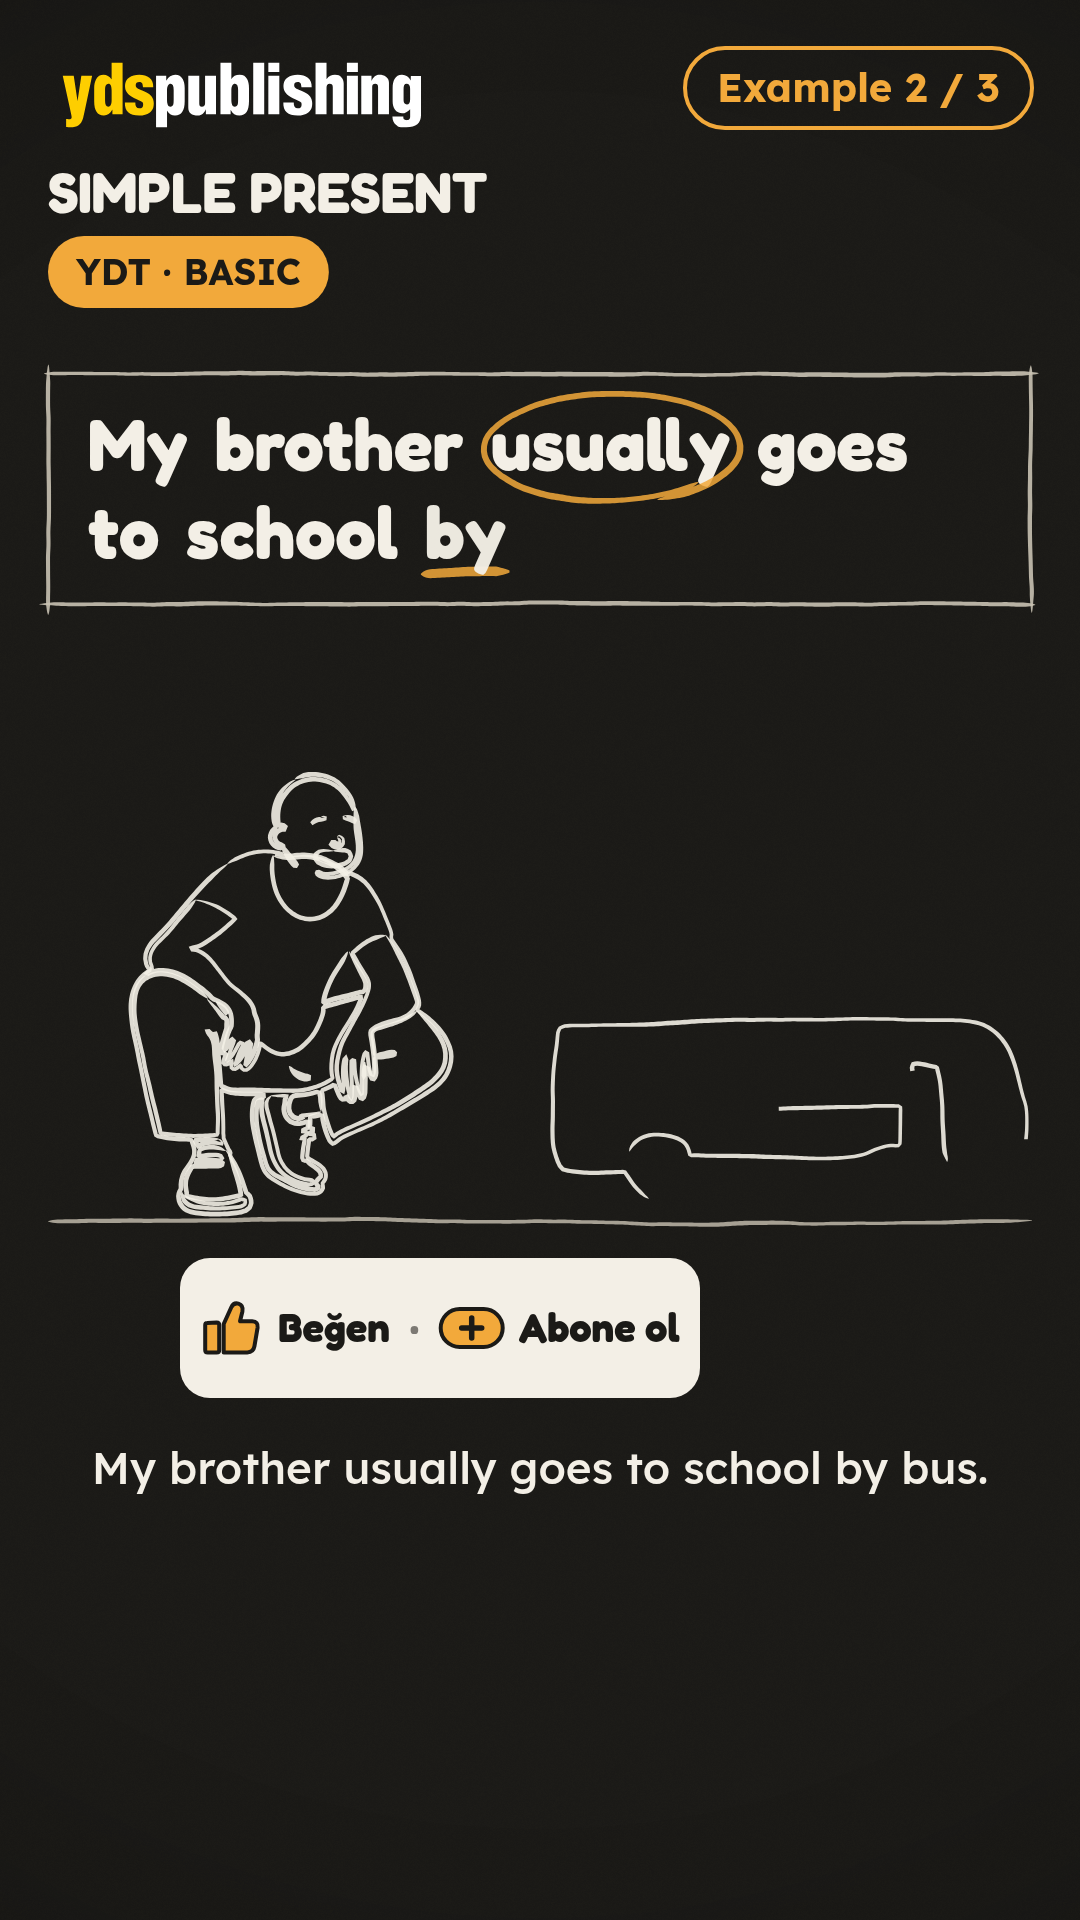 ydspublishing
Example 2 / 3
SIMPLE PRESENT
YDT · BASIC
My brother usually goes
to school by
Beğen · Abone ol
My brother usually goes to school by bus.